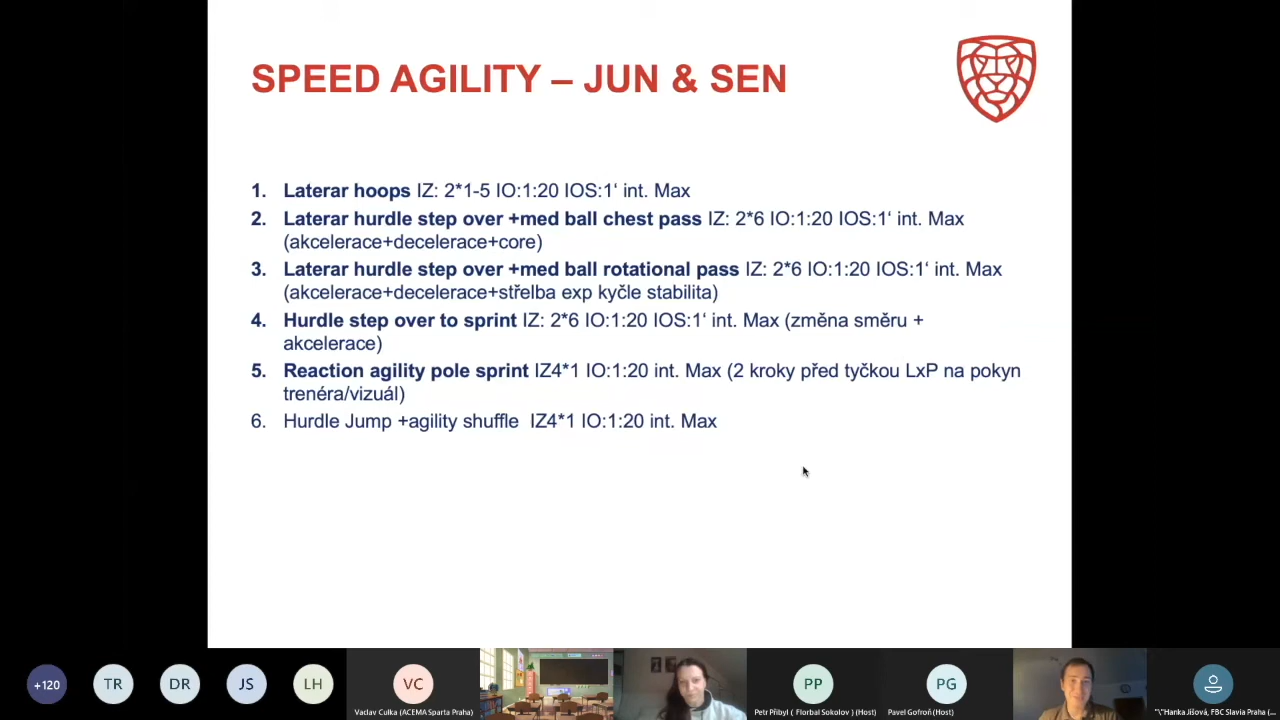 SPEED AGILITY – JUN & SEN
1. Laterar hoops IZ: 2*1-5 IO:1:20 IOS:1‘ int. Max
2. Laterar hurdle step over +med ball chest pass IZ: 2*6 IO:1:20 IOS:1‘ int. Max
(akcelerace+decelerace+core)
3. Laterar hurdle step over +med ball rotational pass IZ: 2*6 IO:1:20 IOS:1‘ int. Max
(akcelerace+decelerace+střelba exp kyčle stabilita)
4. Hurdle step over to sprint IZ: 2*6 IO:1:20 IOS:1‘ int. Max (změna směru +
akcelerace)
5. Reaction agility pole sprint IZ4*1 IO:1:20 int. Max (2 kroky před tyčkou LxP na pokyn
trenéra/vizuál)
6. Hurdle Jump +agility shuffle IZ4*1 IO:1:20 int. Max
+120
TR
DR
JS
LH
VC
PP
PG
Vaclav Culka (ACEMA Sparta Praha)
Petr Přibyl ( Florbal Sokolov ) (Host)
Pavel Gofroň (Host)
"\"Hanka Jišová, FBC Slavia Praha (...